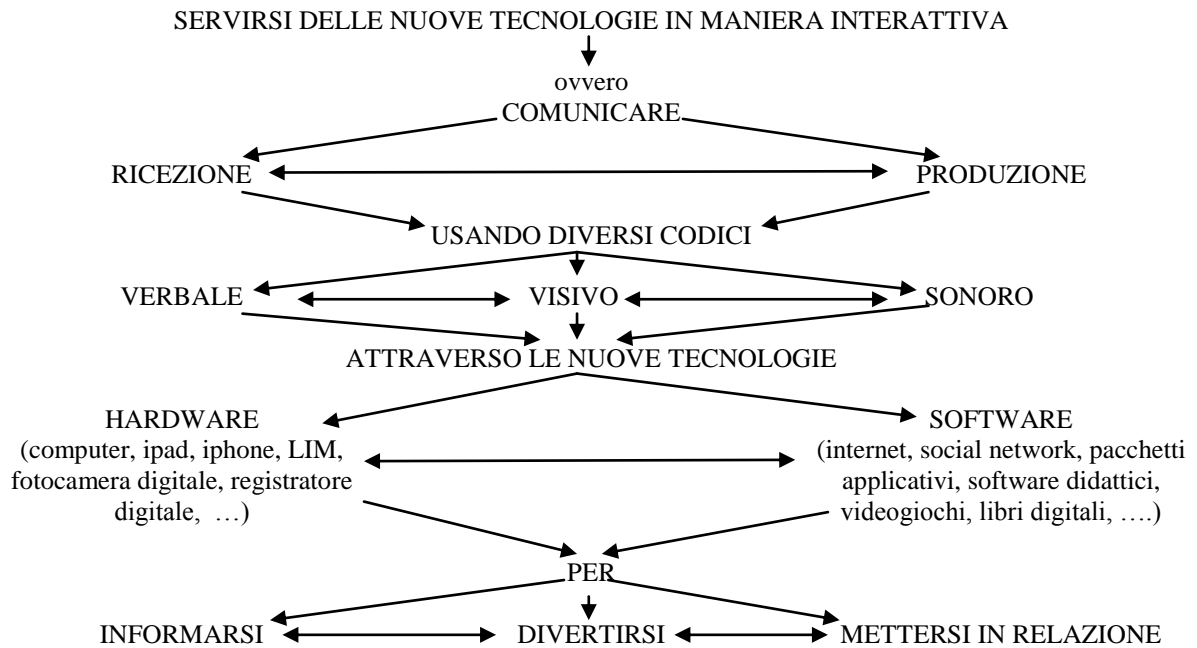 SERVIRSI DELLE NUOVE TECNOLOGIE IN MANIERA INTERATTIVA
ovvero
COMUNICARE
RICEZIONE PRODUZIONE
USANDO DIVERSI CODICI
VERBALE VISIVO SONORO
ATTRAVERSO LE NUOVE TECNOLOGIE
HARDWARE
(computer, ipad, iphone, LIM,
fotocamera digitale, registratore
digitale, …)
SOFTWARE
(internet, social network, pacchetti
applicativi, software didattici,
videogiochi, libri digitali, ….)
PER
INFORMARSI DIVERTIRSI METTERSI IN RELAZIONE